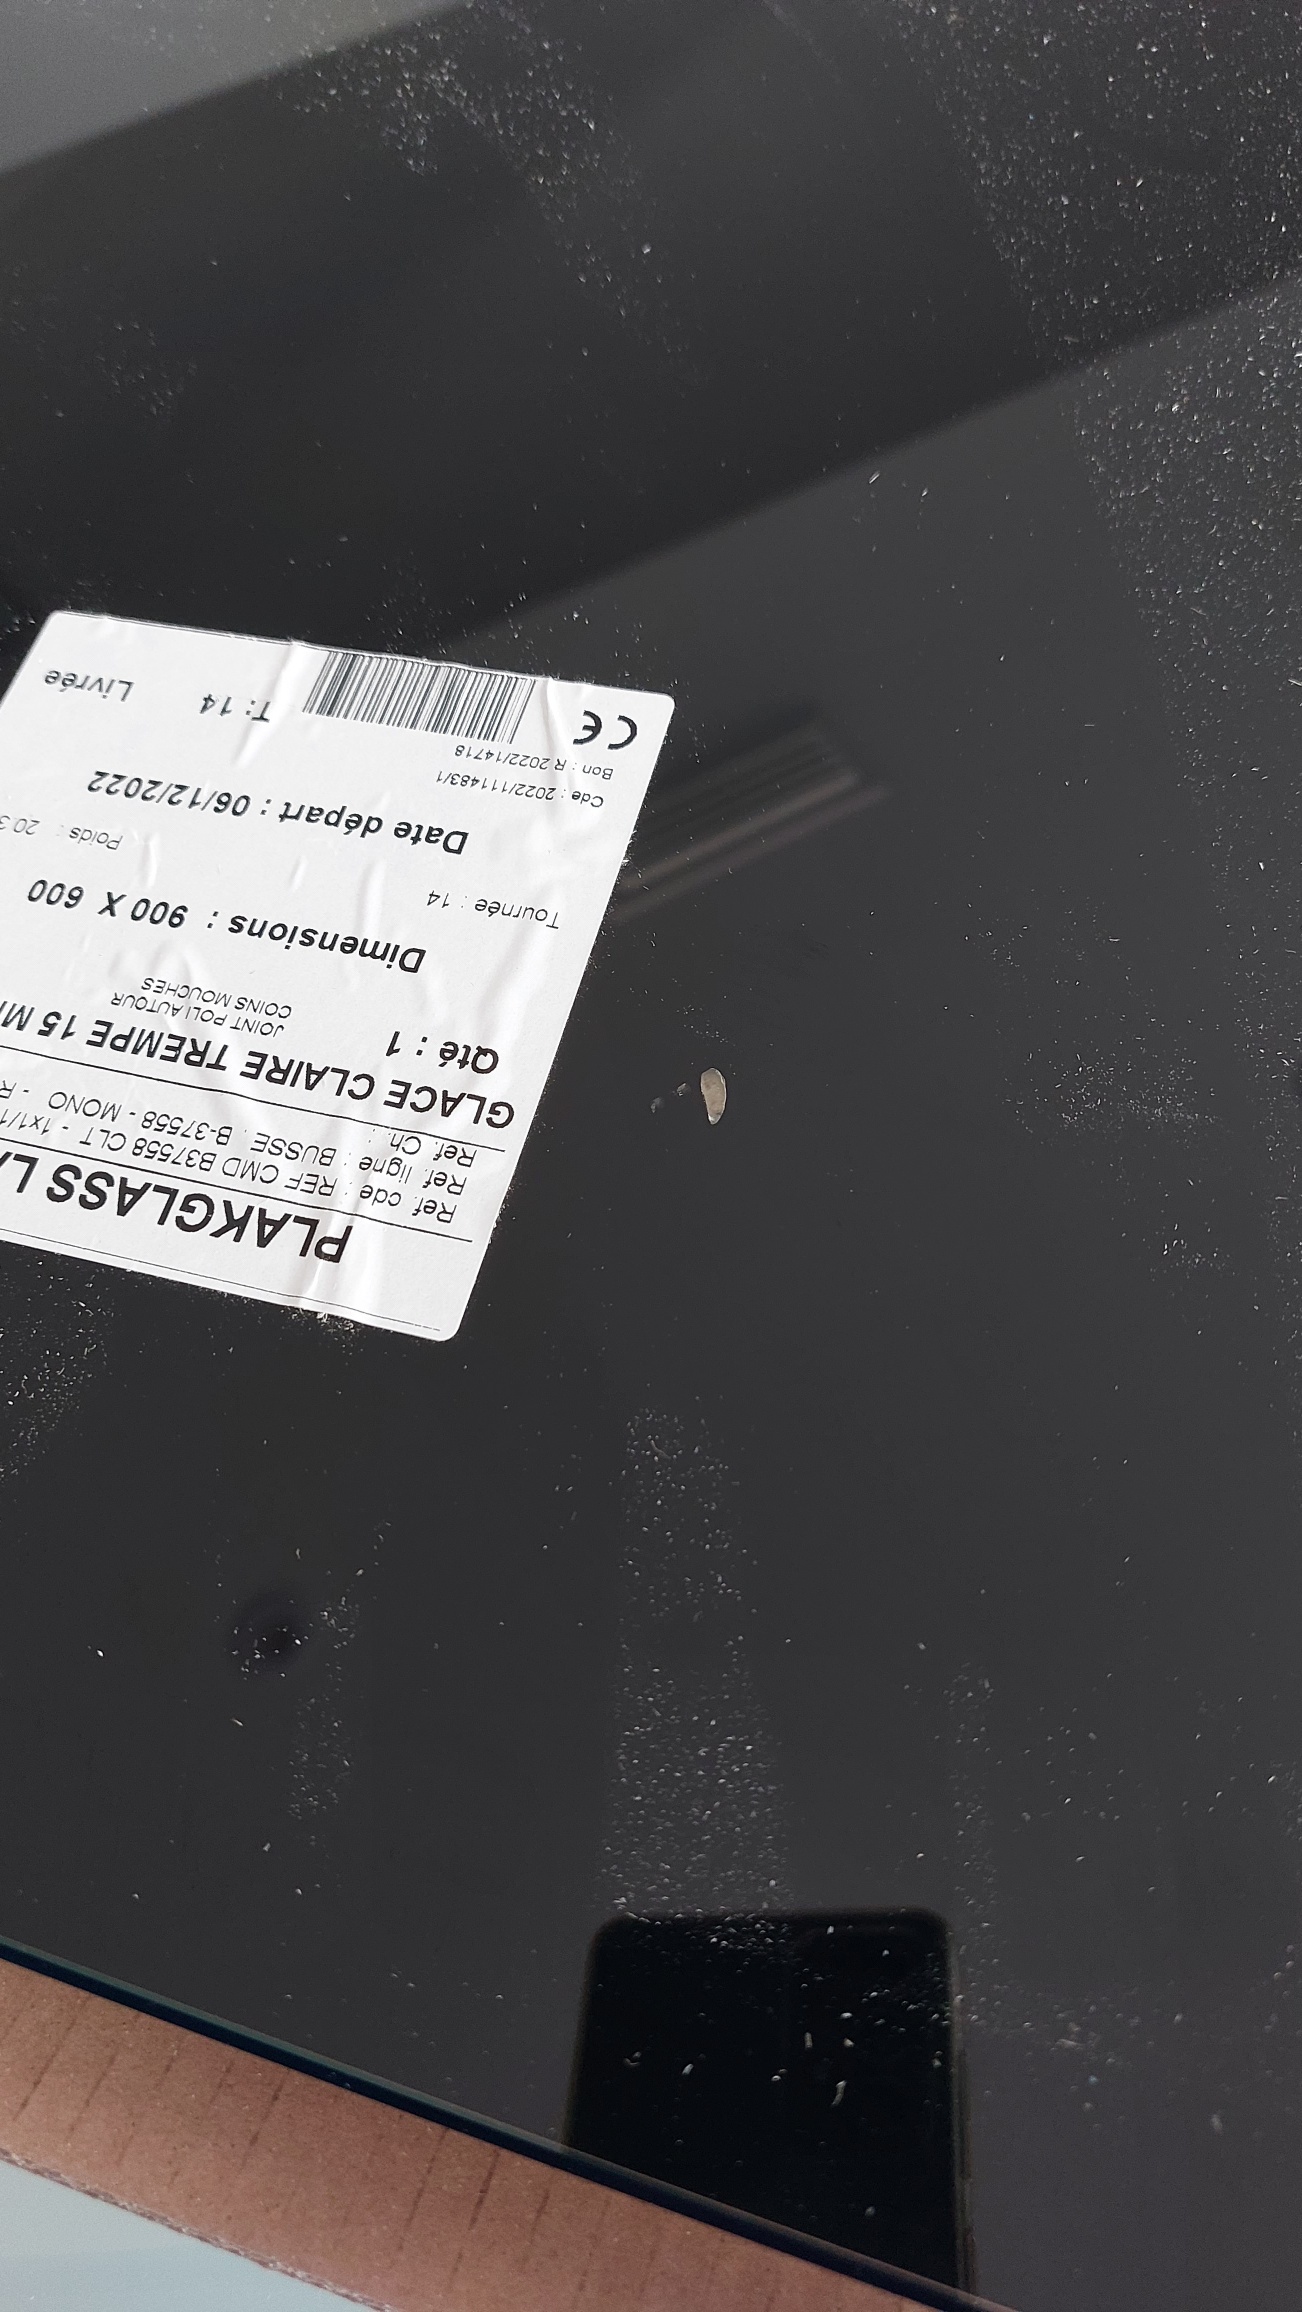 PLAKGLASS
Ref. cde : REF CMD B37558 CLT - 1x1/1
Ref. ligne : BUSSE . B-37558 - MONO - R
Ref. Ch. :
GLACE CLAIRE TREMPE 15
Qté : 1
JOINT POLI AUTOUR
COINS MOUCHES
Dimensions : 900 X 600
Tournée : 14
Poids :
Date départ : 06/12/2022
Cde : 2022/111483/1
Bon : R 2022/14718
CE
T: 14
Livrée